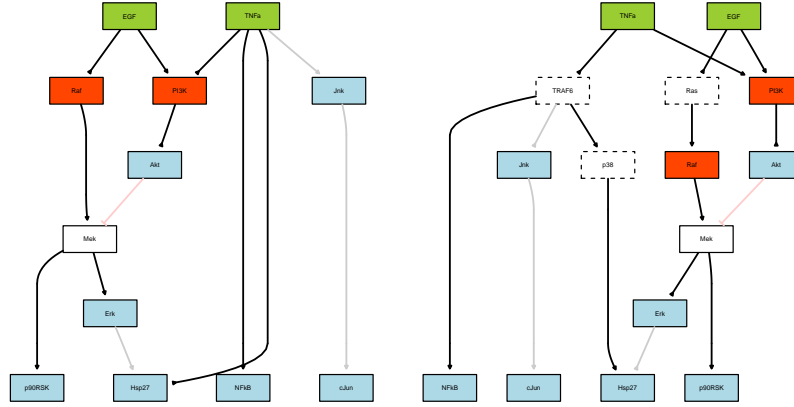 EGF
TNFa
Raf
PI3K
Jnk
Akt
Mek
Erk
p90RSK
Hsp27
NFkB
cJun
TNFa
EGF
TRAF6
Ras
PI3K
Jnk
p38
Raf
Akt
Mek
Erk
NFkB
cJun
Hsp27
p90RSK